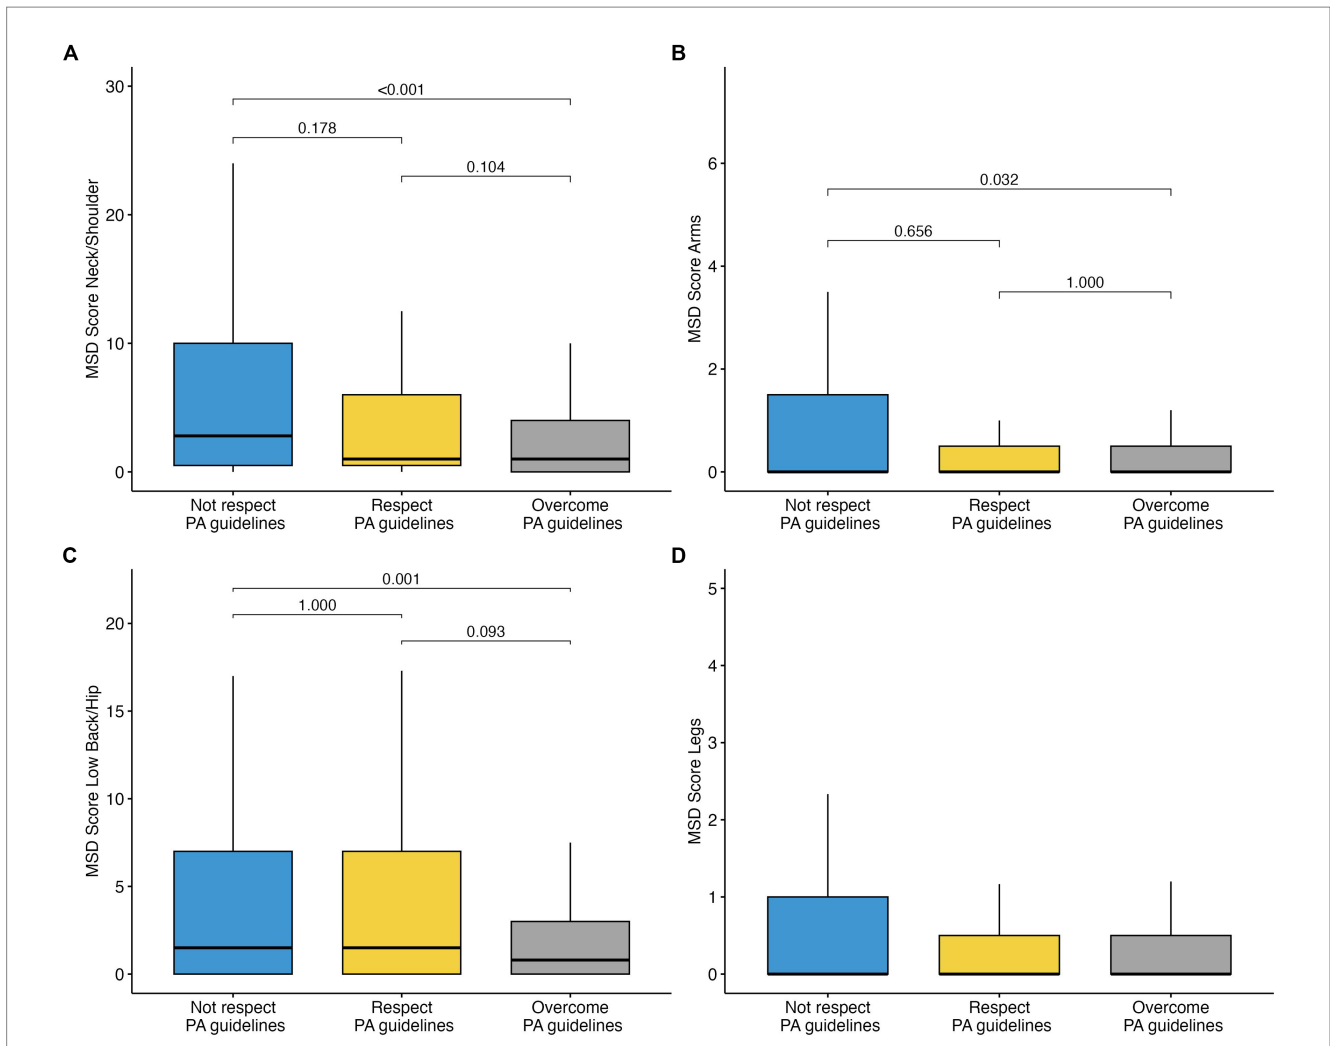 A
MSD Score Neck/Shoulder
30
20
10
0
<0.001
0.178
0.104
Not respect
PA guidelines
Respect
PA guidelines
Overcome
PA guidelines
B
MSD Score Arms
6
4
2
0
0.032
0.656
1.000
Not respect
PA guidelines
Respect
PA guidelines
Overcome
PA guidelines
C
MSD Score Low Back/Hip
20
15
10
5
0
0.001
1.000
0.093
Not respect
PA guidelines
Respect
PA guidelines
Overcome
PA guidelines
D
MSD Score Legs
5
4
3
2
1
0
Not respect
PA guidelines
Respect
PA guidelines
Overcome
PA guidelines